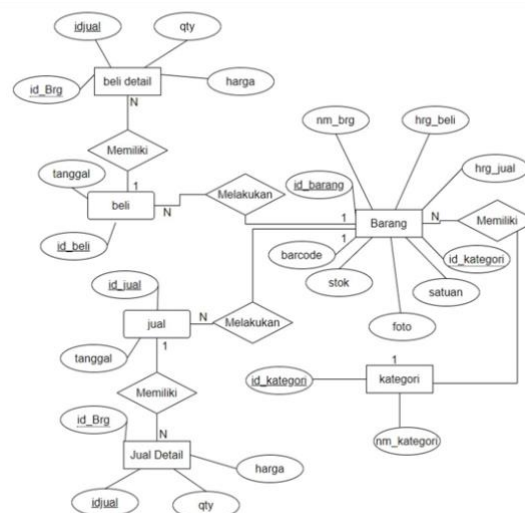 idjual
qty
id_Brg
beli detail
harga
N
Memiliki
nm_brg
hrg_beli
tanggal
1
beli
N
Melakukan
id_barang
hrg_jual
1
Barang
N
Memiliki
id_beli
1
barcode
id_kategori
id_jual
stok
satuan
jual
N
Melakukan
foto
tanggal
1
Memiliki
1
id_kategori
kategori
id_Brg
N
nm_kategori
Jual Detail
harga
idjual
qty